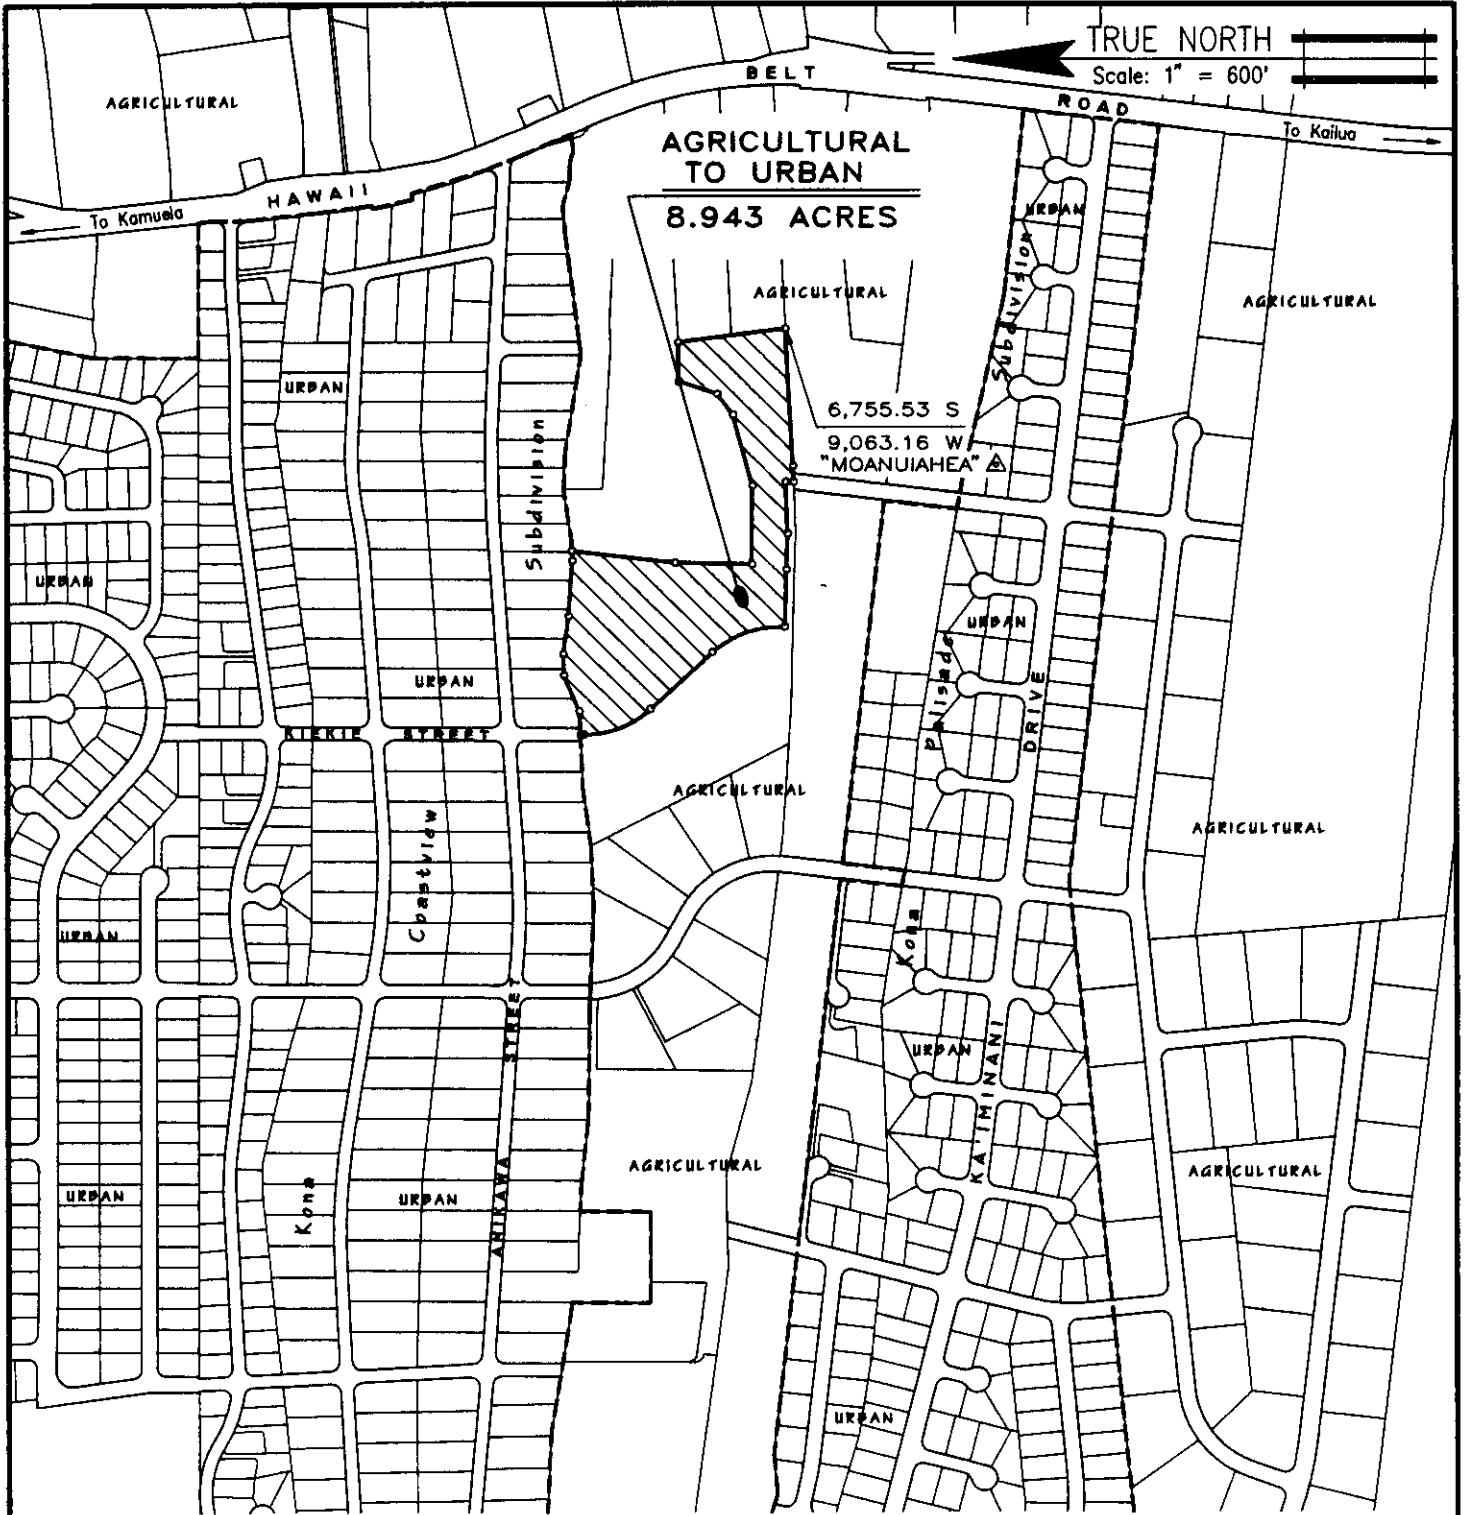 TRUE NORTH
Scale: 1" = 600'
BELT
ROAD
To Kailua
AGRICULTURAL
AGRICULTURAL
TO URBAN
8.943 ACRES
HAWAII
To Kamuela
URBAN
Subdivision
AGRICULTURAL
AGRICULTURAL
URBAN
6,755.53 S
9,063.16 W
"MOANUIAHEA"
Subdivision
URBAN
URBAN
Palisade
URBAN
DRIVE
KIEKIE STREET
AGRICULTURAL
AGRICULTURAL
Coastview
URBAN
Kona
STREET
URBAN
KA'IMINANI
AGRICULTURAL
AGRICULTURAL
URBAN
Kona
URBAN
ANIKAWA
URBAN